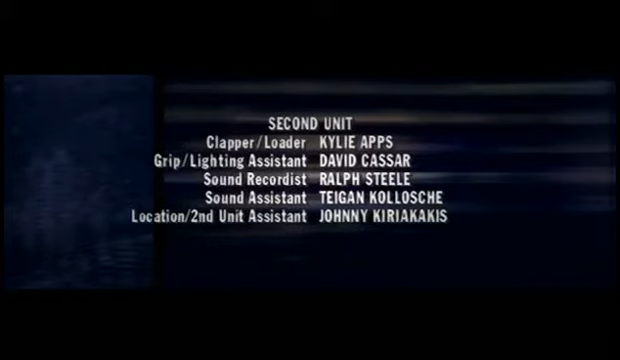 SECOND UNIT
Clapper/Loader KYLIE APPS
Grip/Lighting Assistant DAVID CASSAR
Sound Recordist RALPH STEELE
Sound Assistant TEIGAN KOLLOSCHE
Location/2nd Unit Assistant JOHNNY KIRIAKAKIS